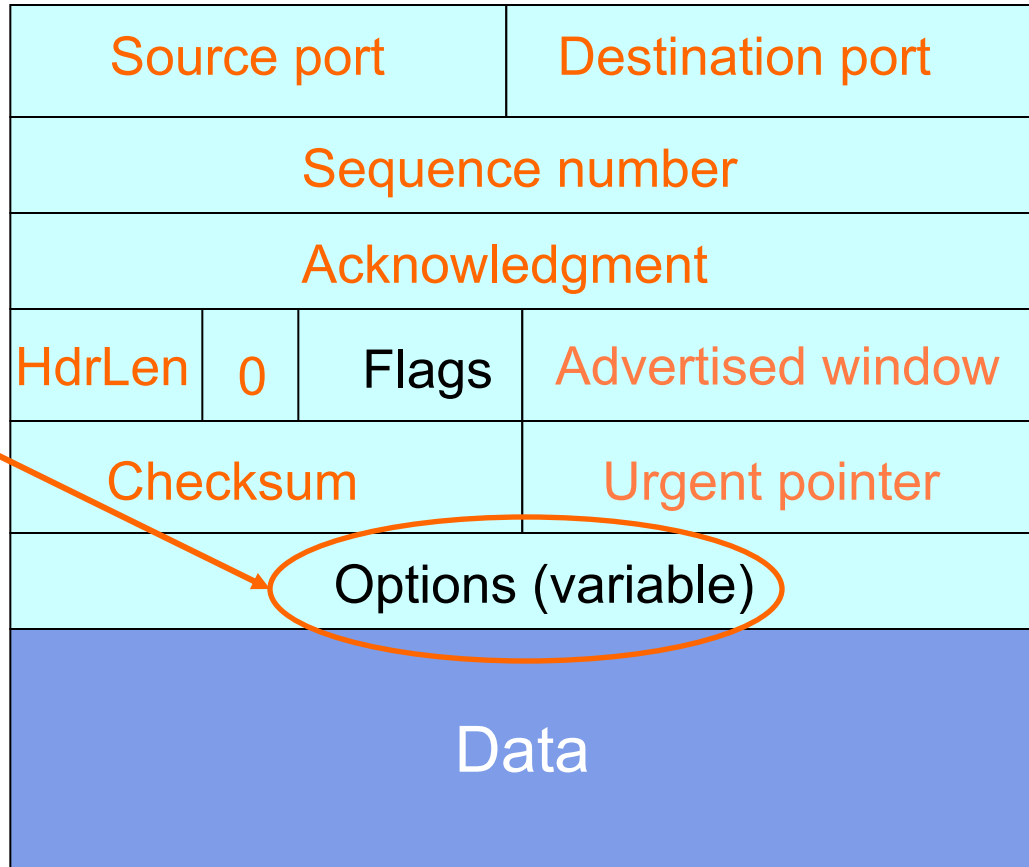 Source port
Destination port
Sequence number
Acknowledgment
HdrLen
0
Flags
Advertised window
Checksum
Urgent pointer
Options (variable)
Data